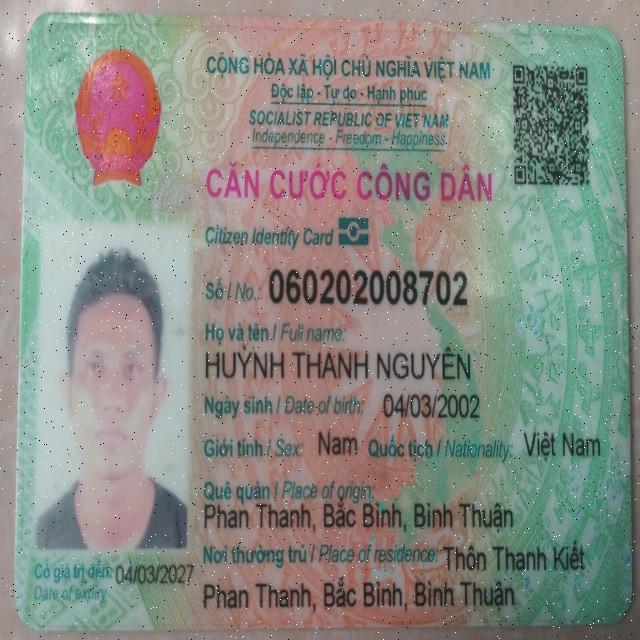 CỘNG HÒA XÃ HỘI CHỦ NGHĨA VIỆT NAM
Độc lập - Tự do - Hạnh phúc
SOCIALIST REPUBLIC OF VIET NAM
Independence - Freedom - Happiness
CĂN CƯỚC CÔNG DÂN
Citizen Identity Card
Số / No.: 060202008702
Họ và tên / Full name:
HUỲNH THANH NGUYÊN
Ngày sinh / Date of birth: 04/03/2002
Giới tính / Sex: Nam Quốc tịch / Nationality: Việt Nam
Quê quán / Place of origin:
Phan Thanh, Bắc Bình, Bình Thuận
Nơi thường trú / Place of residence: Thôn Thanh Kiết
Phan Thanh, Bắc Bình, Bình Thuận
Có giá trị đến: 04/03/2027
Date of expiry